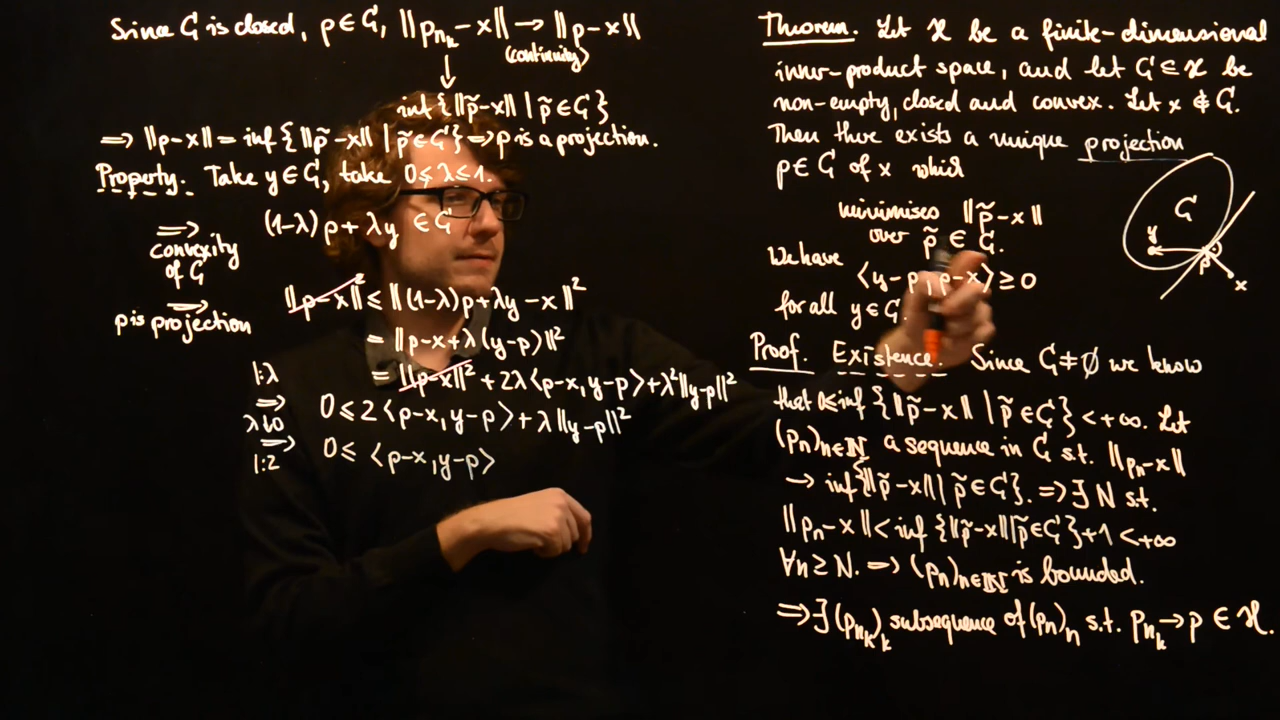 Since C is closed, p ∈ C, ||p_{n_k} - x|| → ||p - x||
(continuity)
↓
inf {||p̃ - x|| | p̃ ∈ C}
⇒ ||p - x|| = inf {||p̃ - x|| | p̃ ∈ C} ⇒ p is a projection.
Property. Take y ∈ C, take 0 ≤ λ ≤ 1.
⇒ (1-λ)p + λy ∈ C
convexity
of C
⇒ ||p - x||² ≤ ||(1-λ)p + λy - x||²
p is projection
= ||p - x + λ(y - p)||²
= ||p - x||² + 2λ⟨p - x, y - p⟩ + λ²||y - p||²
1:λ
⇒ 0 ≤ 2⟨p - x, y - p⟩ + λ||y - p||²
λ↓0
⇒ 0 ≤ ⟨p - x, y - p⟩
1:2
Theorem. Let ℋ be a finite-dimensional
inner-product space, and let C ⊆ ℋ be
non-empty, closed and convex. Let x ∉ C.
Then there exists a unique projection
p ∈ C of x which
minimises ||p̃ - x||
over p̃ ∈ C.
We have
⟨y - p, p - x⟩ ≥ 0
for all y ∈ C.
C
y
p
x
Proof. Existence. Since C ≠ ∅ we know
that 0 ≤ inf {||p̃ - x|| | p̃ ∈ C} < +∞. Let
(p_n)_{n∈ℕ} a sequence in C s.t. ||p_n - x||
→ inf {||p̃ - x|| | p̃ ∈ C}. ⇒ ∃ N s.t.
||p_n - x|| < inf {||p̃ - x|| | p̃ ∈ C} + 1 < +∞
∀n ≥ N. ⇒ (p_n)_{n∈ℕ} is bounded.
⇒ ∃ (p_{n_k})_k subsequence of (p_n)_n s.t. p_{n_k} → p ∈ ℋ.